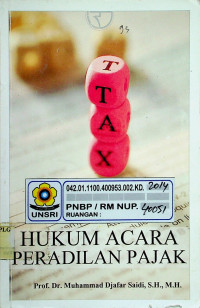 T
T
A
X
UNSRI
042.01.1100.400953.002.KD. 2014
PNBP / RM NUP. 40051
RUANGAN :
PLG
HUKUM ACARA
PERADILAN PAJAK
Prof. Dr. Muhammad Djafar Saidi, S.H., M.H.